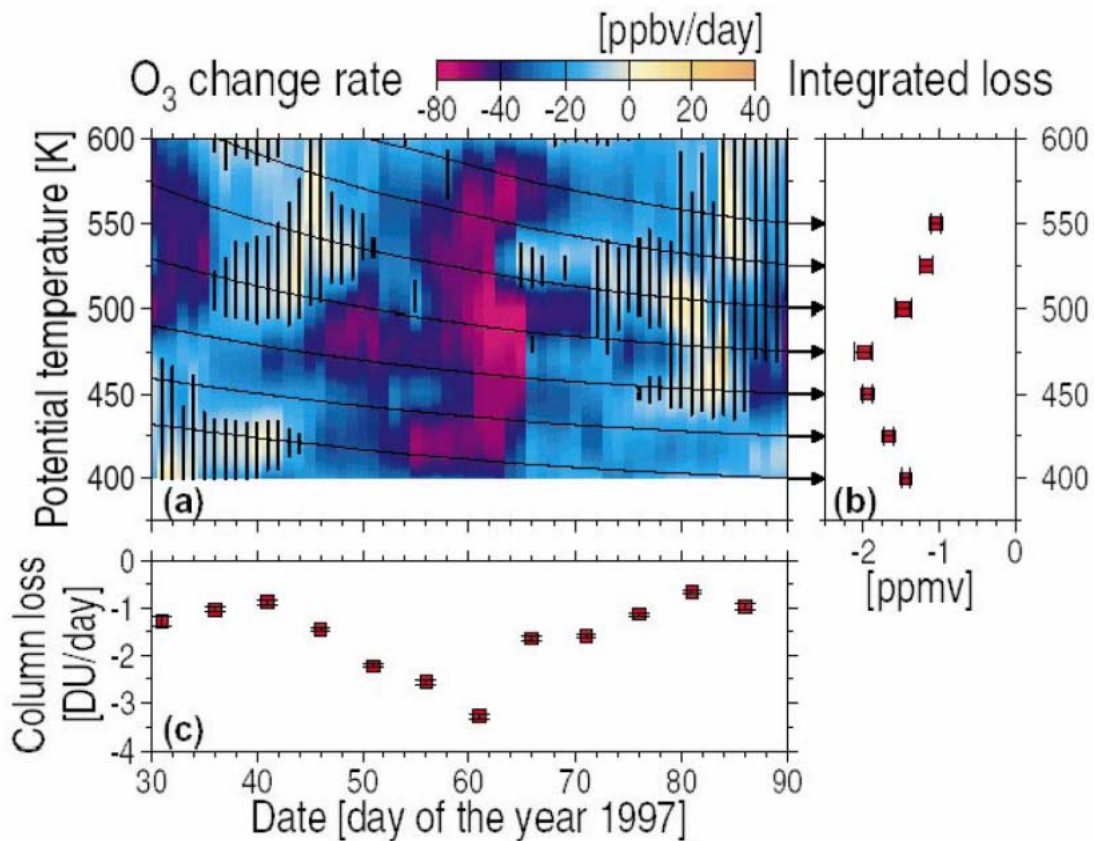 [ppbv/day]
O3 change rate
Integrated loss
-80 -40 -20 0 20 40
Potential temperature [K]
600
550
500
450
400
(a)
600
550
500
450
400
(b)
-2 -1 0
[ppmv]
Column loss
[DU/day]
0
-1
-2
-3
-4
(c)
30 40 50 60 70 80 90
Date [day of the year 1997]